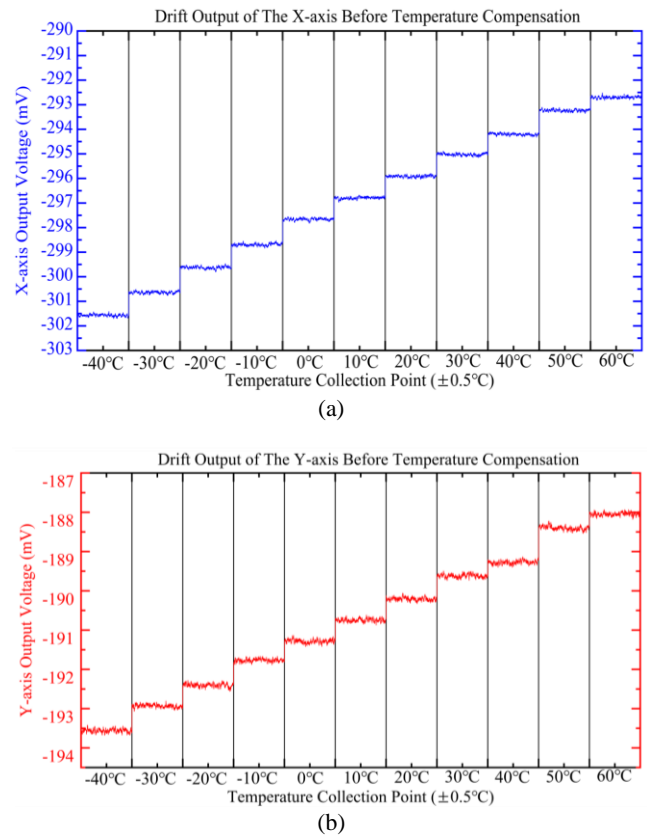 Drift Output of The X-axis Before Temperature Compensation
X-axis Output Voltage (mV)
-290
-293
-294
-295
-296
-297
-298
-299
-300
-301
-302
-303
-40℃ -30℃ -20℃ -10℃ 0℃ 10℃ 20℃ 30℃ 40℃ 50℃ 60℃
Temperature Collection Point (±0.5℃)
(a)
Drift Output of The Y-axis Before Temperature Compensation
Y-axis Output Voltage (mV)
-187
-188
-189
-190
-191
-192
-193
-194
-40℃ -30℃ -20℃ -10℃ 0℃ 10℃ 20℃ 30℃ 40℃ 50℃ 60℃
Temperature Collection Point (±0.5℃)
(b)